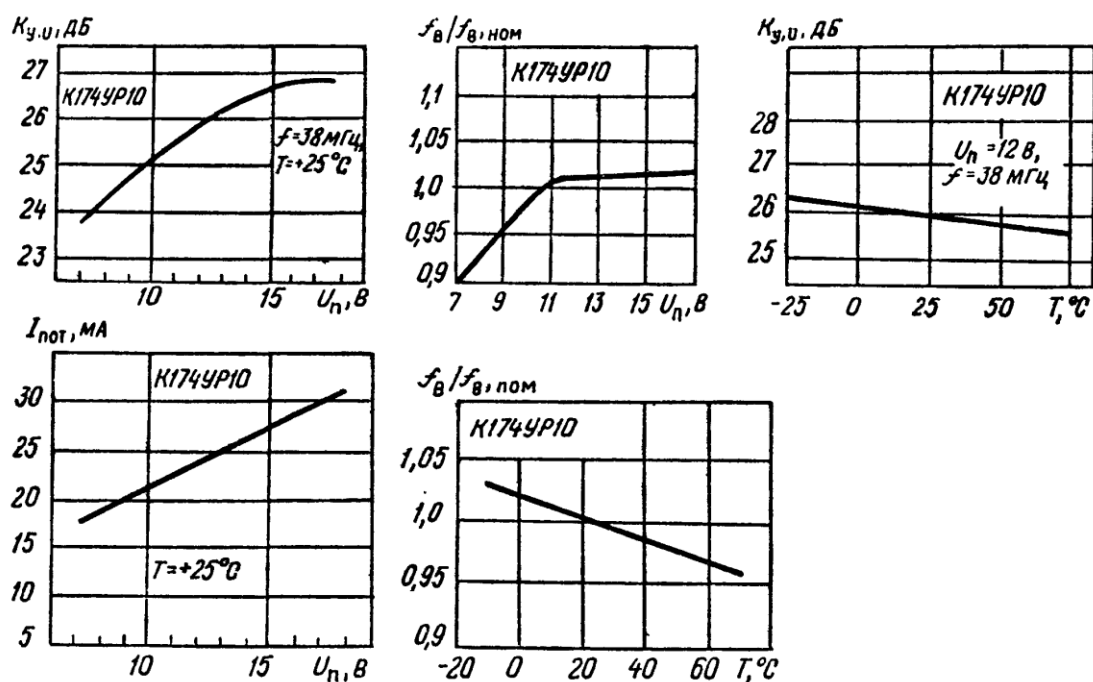 Kу.u, ДБ
27
26
25
24
23
К174УР10
f=38 МГц,
T=+25°C
10 15 Uп, В
fв/fв, ном
1,1
1,05
1,0
0,95
0,9
К174УР10
7 9 11 13 15 Uп, В
Kу,u, ДБ
28
27
26
25
К174УР10
Uп =12 В,
f=38 МГц
-25 0 25 50 T,°C
Iпот, МА
30
25
20
15
10
5
К174УР10
T=+25°C
10 15 Uп, В
fв/fв, пом
1,05
1,0
0,95
0,9
К174УР10
-20 0 20 40 60 T,°C